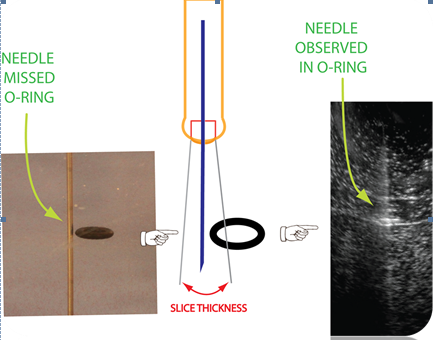 NEEDLE
MISSED
O-RING
NEEDLE
OBSERVED
IN O-RING
SLICE THICKNESS